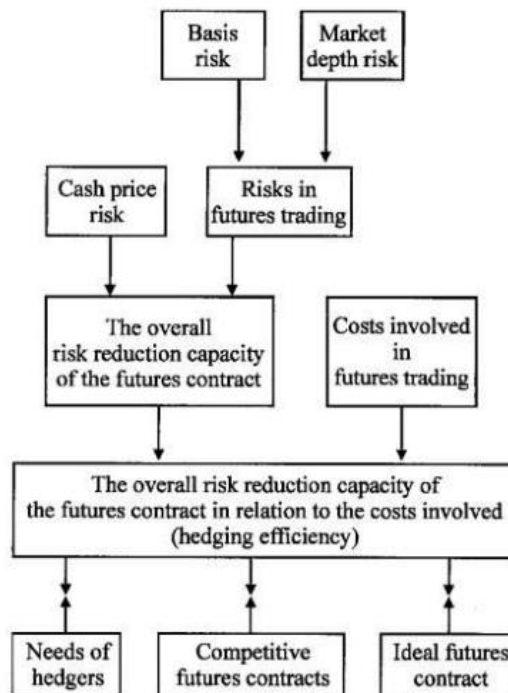 Basis
risk
Market
depth risk
Cash price
risk
Risks in
futures trading
The overall
risk reduction capacity
of the futures contract
Costs involved
in
futures trading
The overall risk reduction capacity of
the futures contract in relation to the costs involved
(hedging efficiency)
Needs of
hedgers
Competitive
futures contracts
Ideal futures
contract